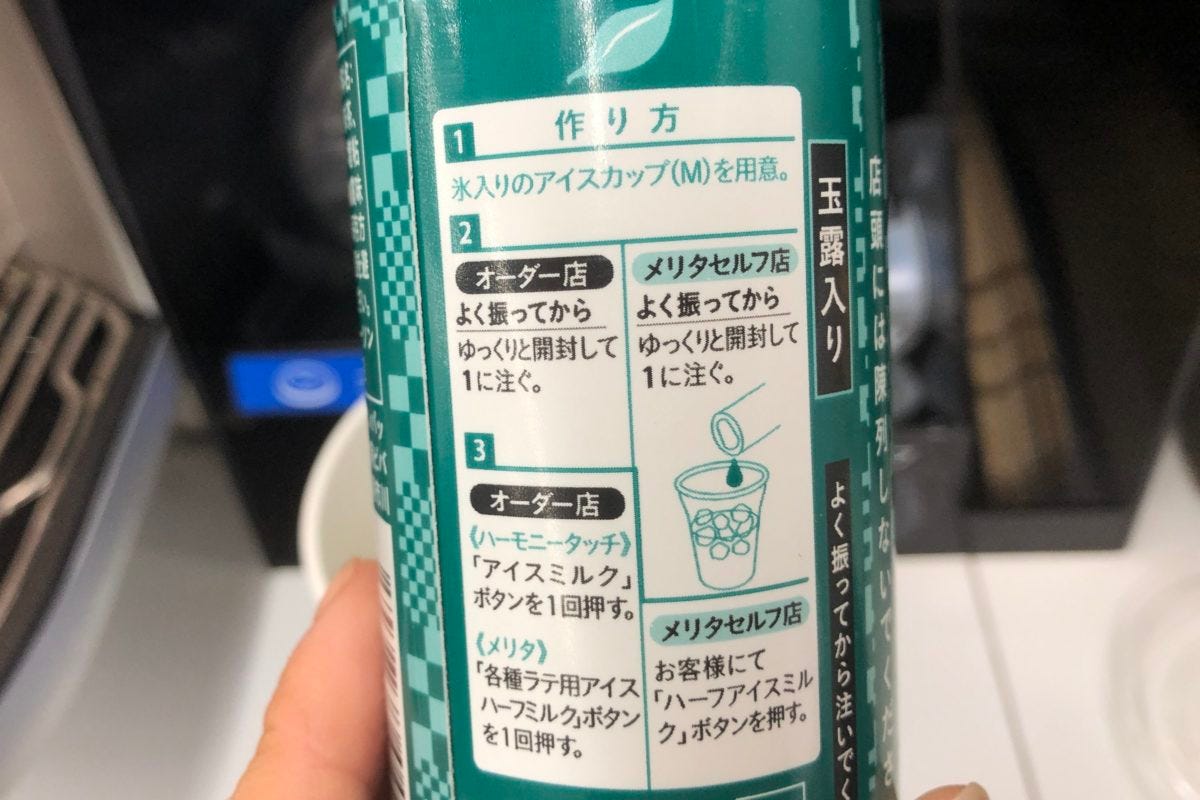 作り方
1
氷入りのアイスカップ(M)を用意。
2
オーダー店
よく振ってから
ゆっくりと開封して
1に注ぐ。
メリタセルフ店
よく振ってから
ゆっくりと開封して
1に注ぐ。
3
オーダー店
《ハーモニータッチ》
「アイスミルク」
ボタンを1回押す。
《メリタ》
「各種ラテ用アイス
ハーフミルク」ボタン
を1回押す。
メリタセルフ店
お客様にて
「ハーフアイスミル
ク」ボタンを押す。
玉露入り
よく振ってから注いでく
店頭には陳列しないでくださ